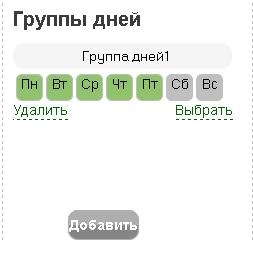 Группы дней
Группа дней1
Пн Вт Ср Чт Пт Сб Вс
Удалить Выбрать
Добавить